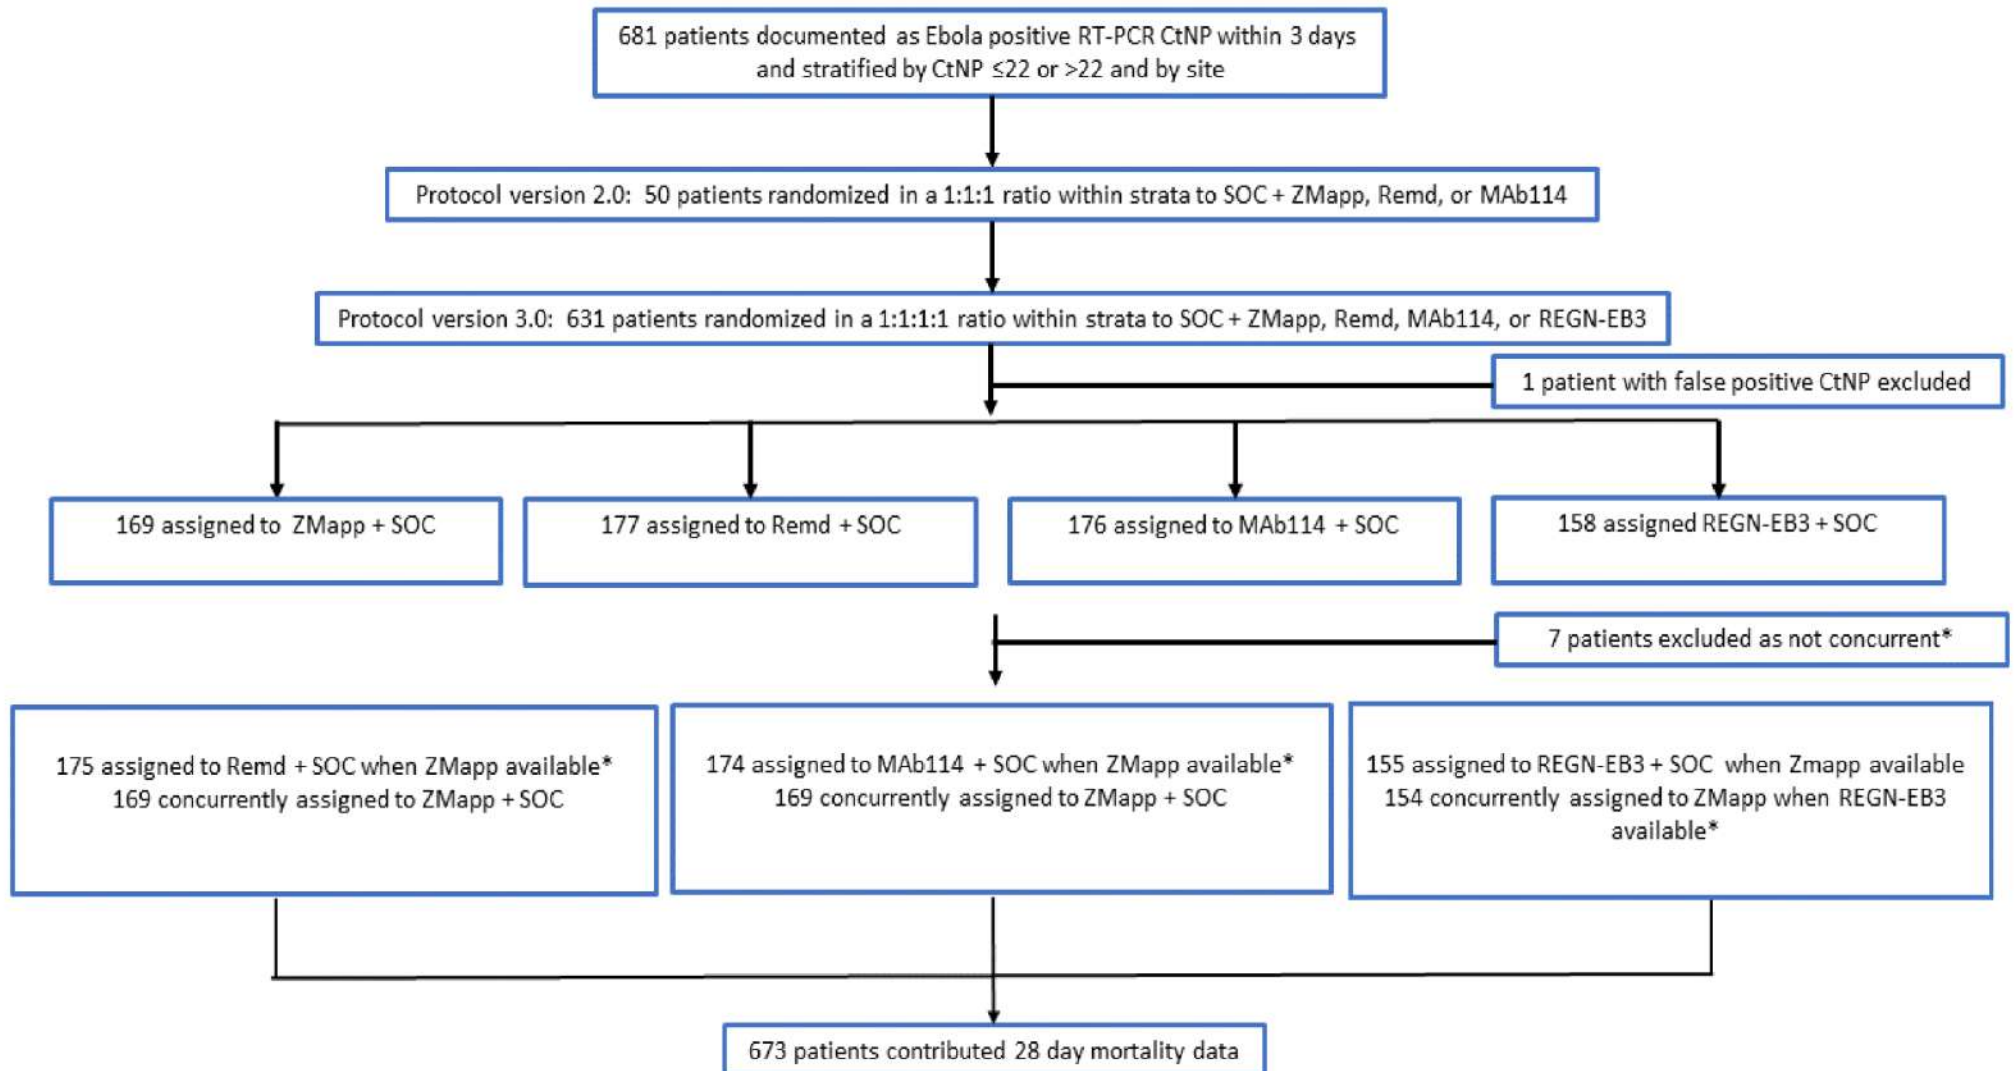 681 patients documented as Ebola positive RT-PCR CtNP within 3 days
and stratified by CtNP ≤22 or >22 and by site
Protocol version 2.0: 50 patients randomized in a 1:1:1 ratio within strata to SOC + ZMapp, Remd, or MAb114
Protocol version 3.0: 631 patients randomized in a 1:1:1:1 ratio within strata to SOC + ZMapp, Remd, MAb114, or REGN-EB3
1 patient with false positive CtNP excluded
169 assigned to ZMapp + SOC
177 assigned to Remd + SOC
176 assigned to MAb114 + SOC
158 assigned REGN-EB3 + SOC
7 patients excluded as not concurrent*
175 assigned to Remd + SOC when ZMapp available*
169 concurrently assigned to ZMapp + SOC
174 assigned to MAb114 + SOC when ZMapp available*
169 concurrently assigned to ZMapp + SOC
155 assigned to REGN-EB3 + SOC when Zmapp available
154 concurrently assigned to ZMapp when REGN-EB3
available*
673 patients contributed 28 day mortality data